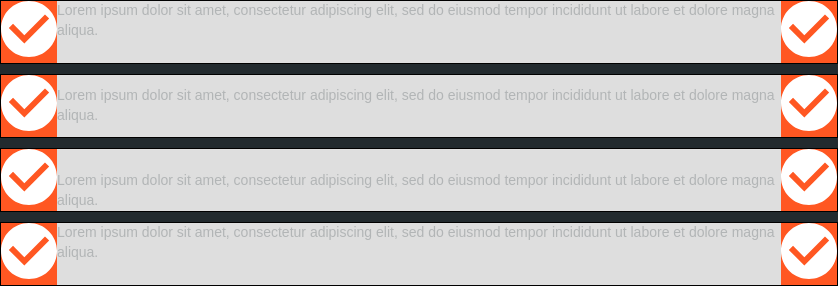 Lorem ipsum dolor sit amet, consectetur adipiscing elit, sed do eiusmod tempor incididunt ut labore et dolore magna
aliqua.
Lorem ipsum dolor sit amet, consectetur adipiscing elit, sed do eiusmod tempor incididunt ut labore et dolore magna
aliqua.
Lorem ipsum dolor sit amet, consectetur adipiscing elit, sed do eiusmod tempor incididunt ut labore et dolore magna
aliqua.
Lorem ipsum dolor sit amet, consectetur adipiscing elit, sed do eiusmod tempor incididunt ut labore et dolore magna
aliqua.